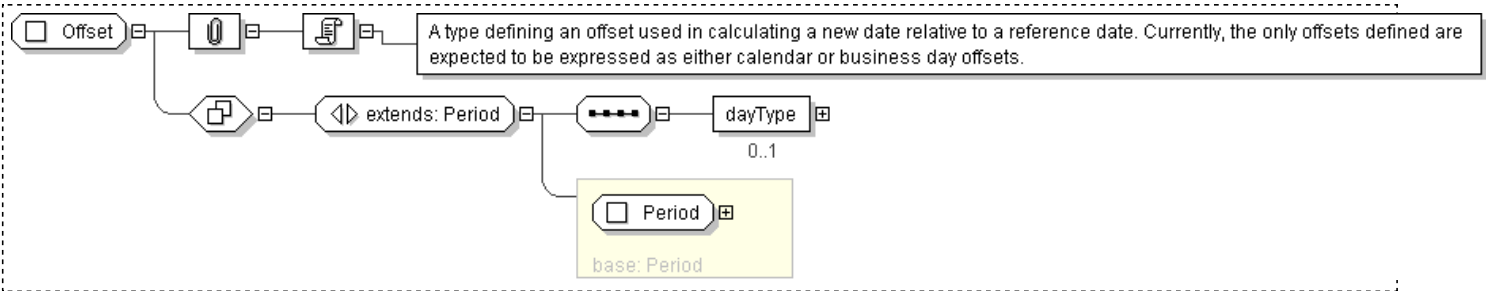 Offset
A type defining an offset used in calculating a new date relative to a reference date. Currently, the only offsets defined are
expected to be expressed as either calendar or business day offsets.
extends: Period
dayType
0..1
Period
base: Period